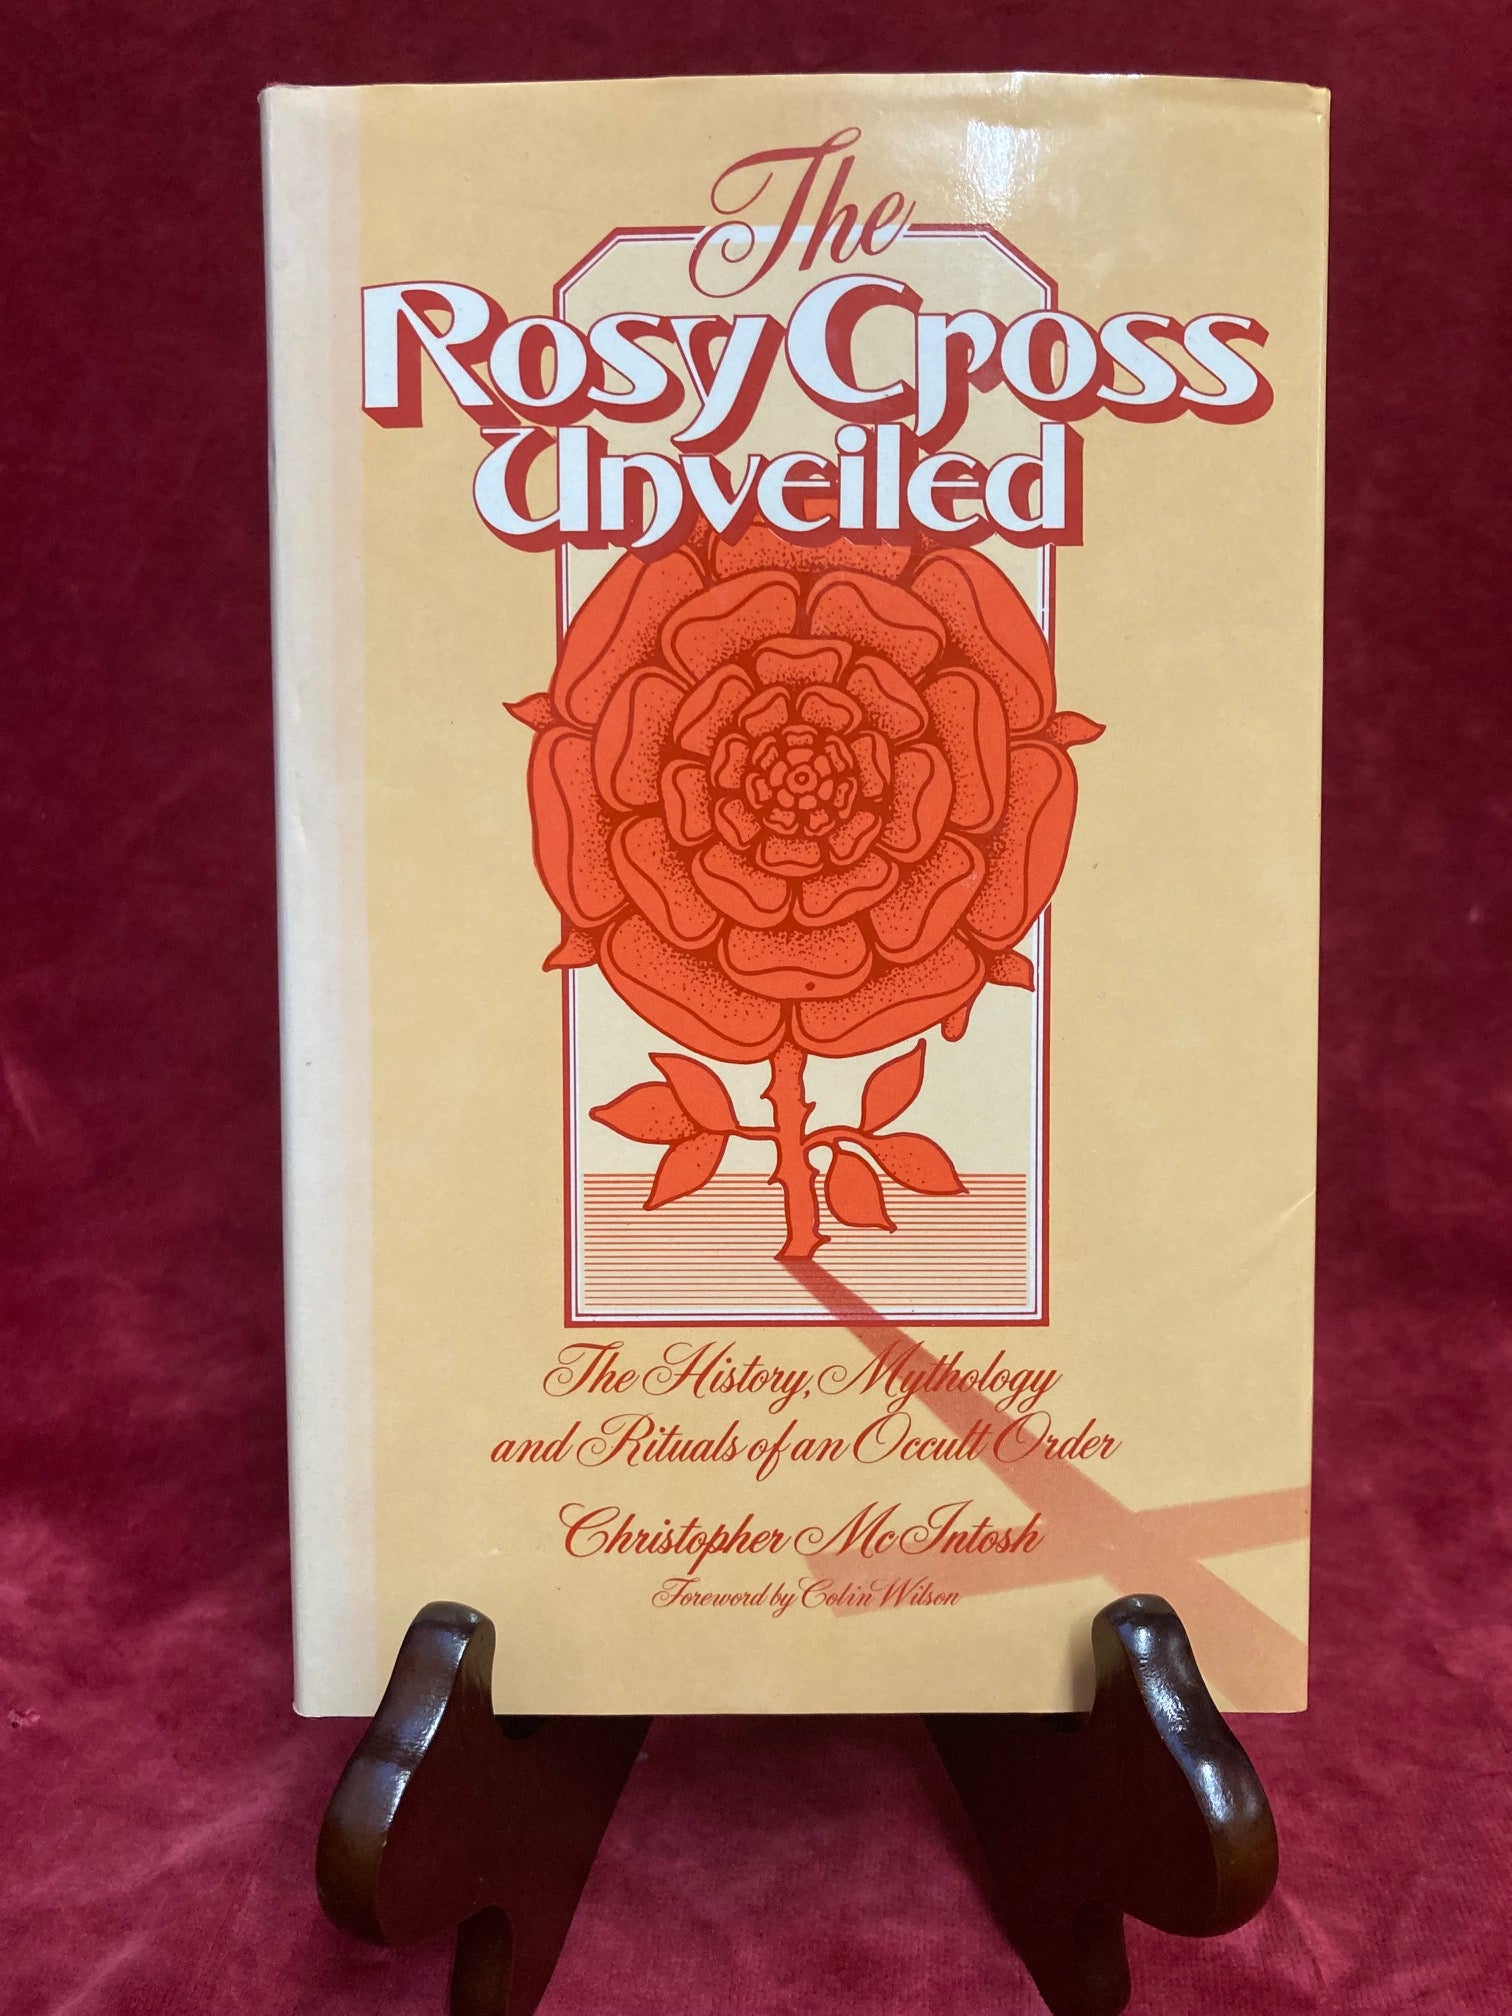 The
Rosy Cross
Unveiled
The History, Mythology
and Rituals of an Occult Order
Christopher McIntosh
Foreword by Colin Wilson